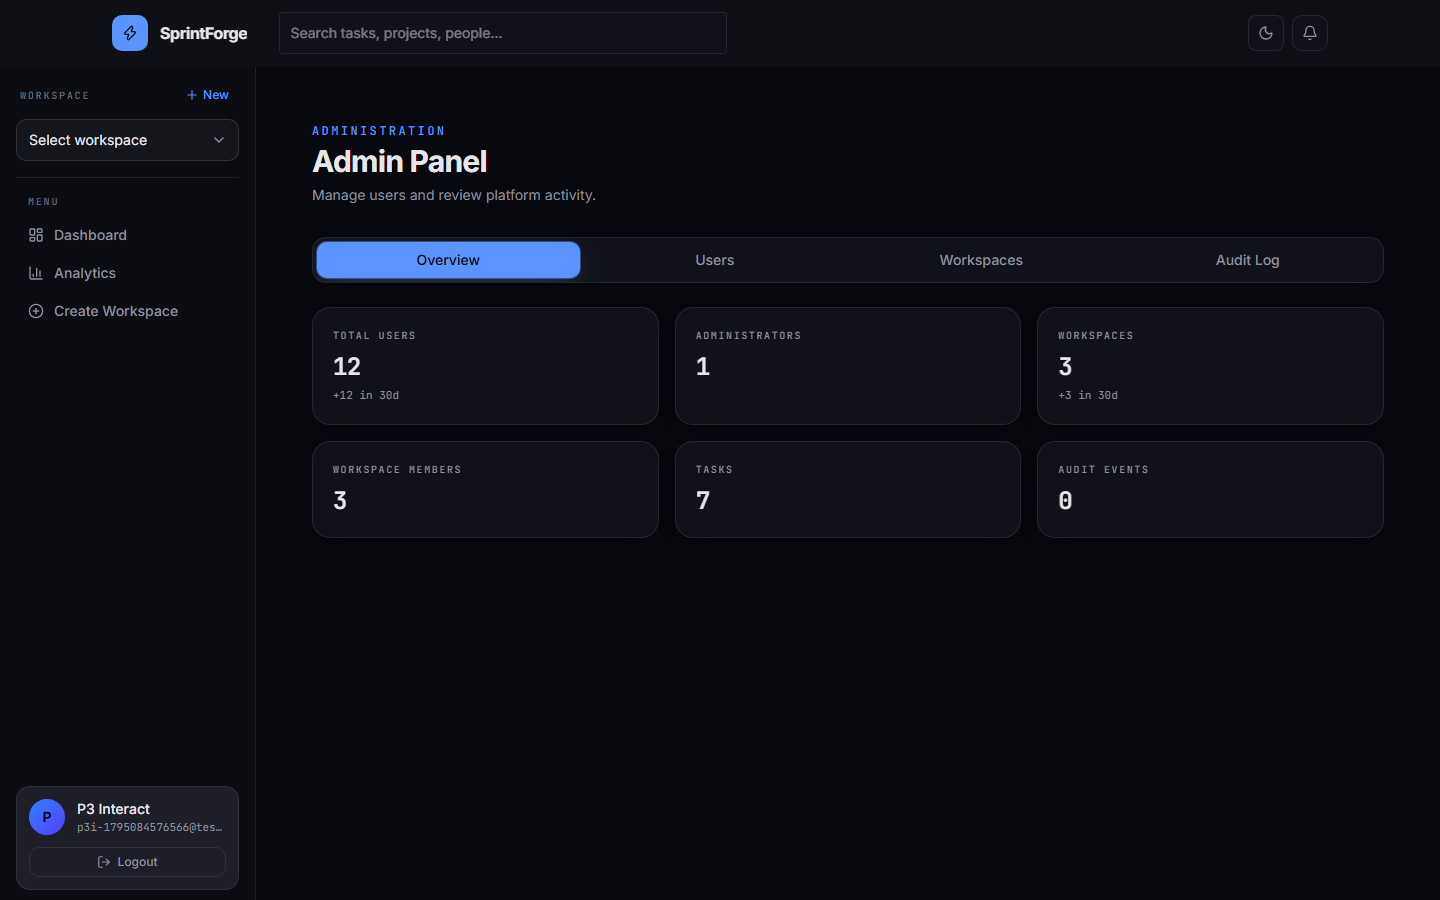 SprintForge
Search tasks, projects, people...
WORKSPACE
New
Select workspace
MENU
Dashboard
Analytics
Create Workspace
ADMINISTRATION
Admin Panel
Manage users and review platform activity.
Overview
Users
Workspaces
Audit Log
TOTAL USERS
12
+12 in 30d
ADMINISTRATORS
1
WORKSPACES
3
+3 in 30d
WORKSPACE MEMBERS
3
TASKS
7
AUDIT EVENTS
0
P
P3 Interact
p3i-1795084576566@tes…
Logout